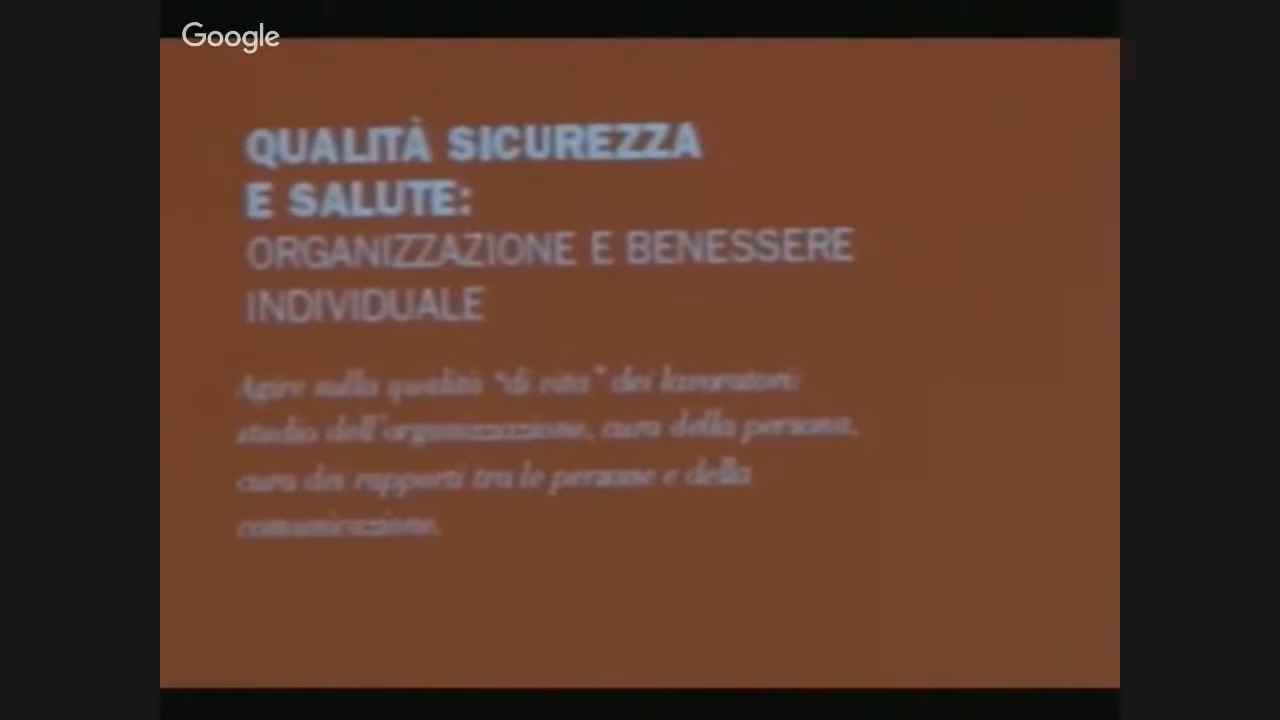 Google
QUALITÀ SICUREZZA
E SALUTE:
ORGANIZZAZIONE E BENESSERE
INDIVIDUALE
Agire sulla qualità "di vita" dei lavoratori:
studio dell'organizzazione, cura della persona,
cura dei rapporti tra le persone e della
comunicazione.